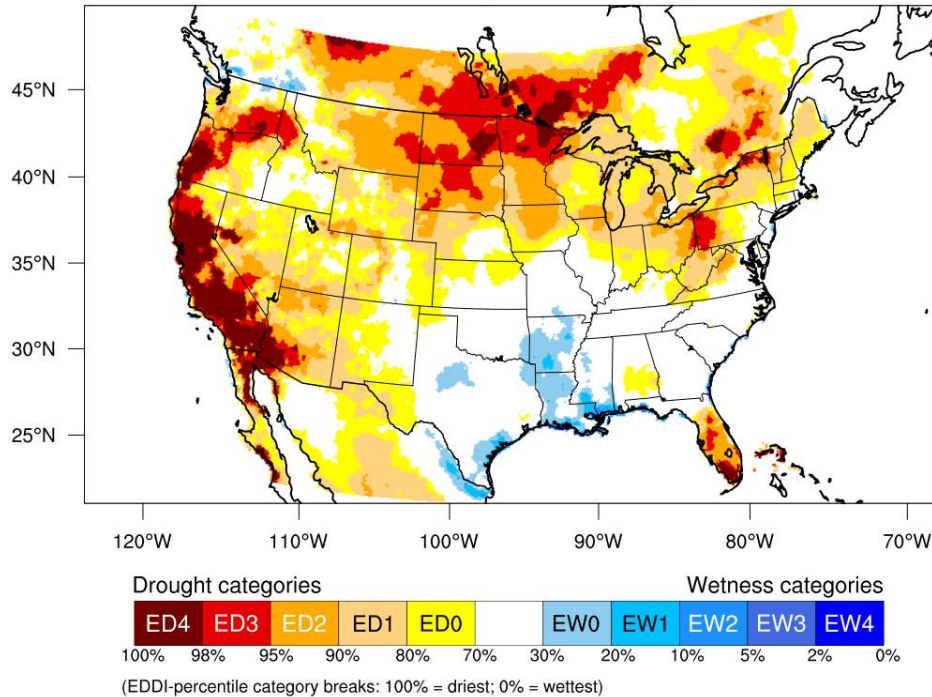 45°N
40°N
35°N
30°N
25°N
120°W 110°W 100°W 90°W 80°W 70°W
Drought categories Wetness categories
ED4 ED3 ED2 ED1 ED0 EW0 EW1 EW2 EW3 EW4
100% 98% 95% 90% 80% 70% 30% 20% 10% 5% 2% 0%
(EDDI-percentile category breaks: 100% = driest; 0% = wettest)